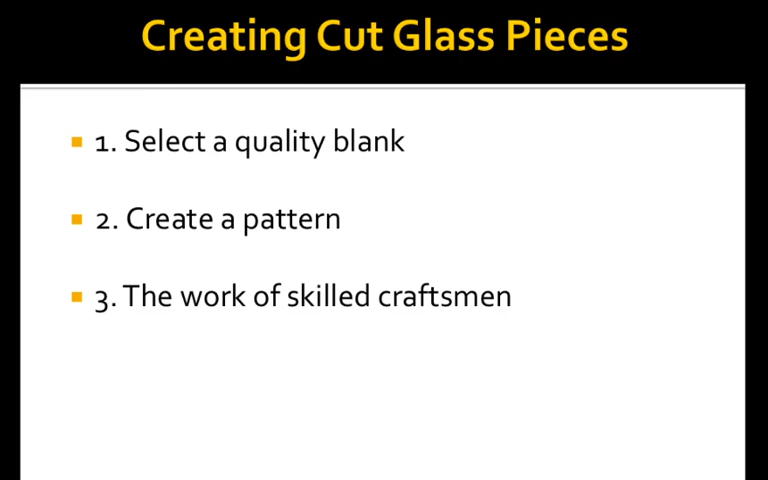 Creating Cut Glass Pieces
1. Select a quality blank
2. Create a pattern
3. The work of skilled craftsmen